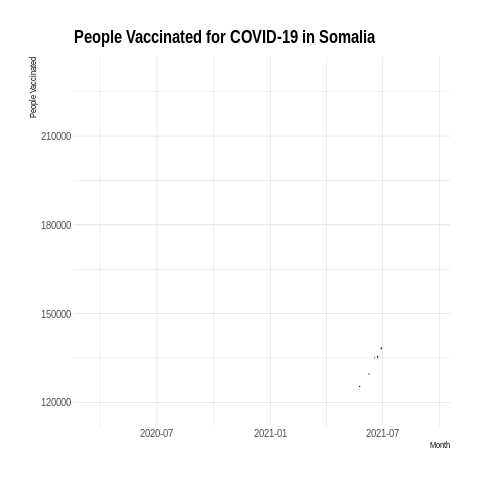 People Vaccinated for COVID-19 in Somalia
People Vaccinated
210000
180000
150000
120000
2020-07 2021-01 2021-07
Month